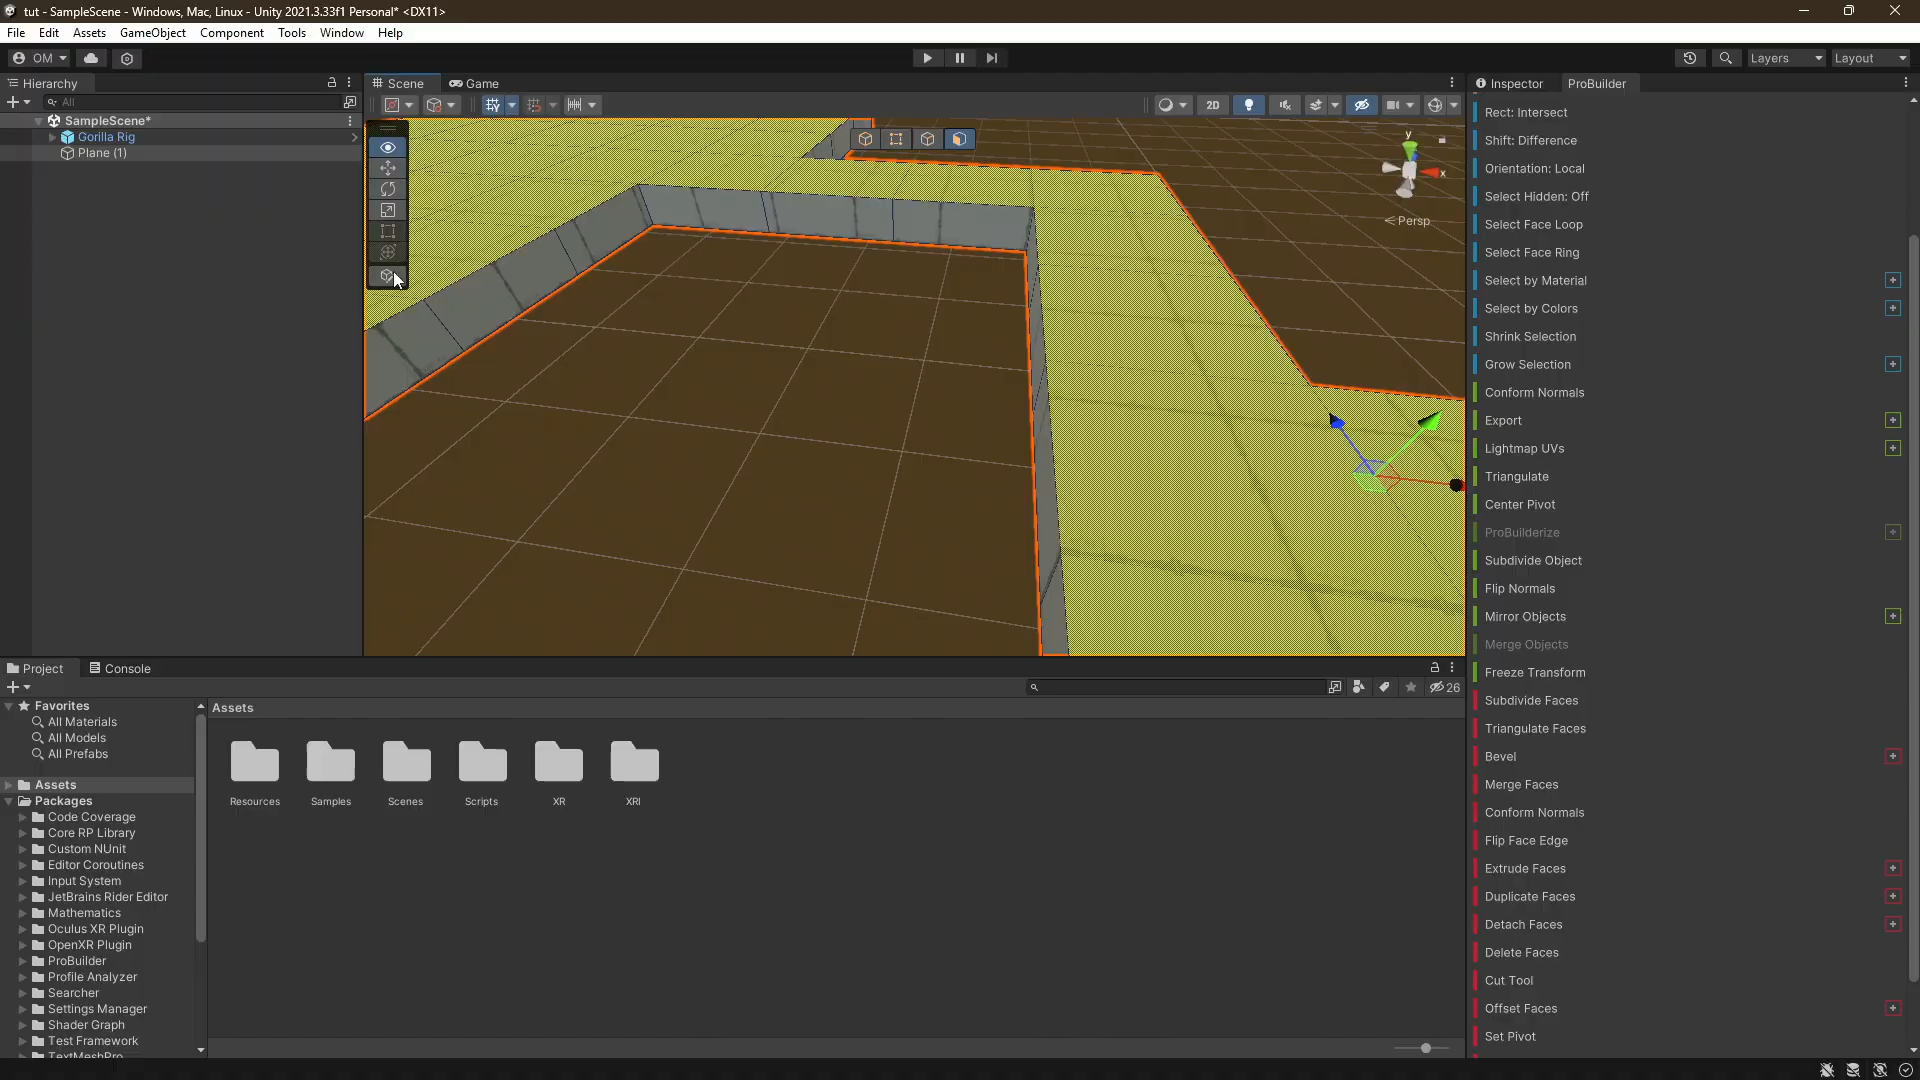 tut - SampleScene - Windows, Mac, Linux - Unity 2021.3.33f1 Personal* <DX11>
File Edit Assets GameObject Component Tools Window Help
OM Layers Layout
Hierarchy
All
SampleScene*
Gorilla Rig
Plane (1)
Scene Game
2D
y
x
Persp
Inspector ProBuilder
Rect: Intersect
Shift: Difference
Orientation: Local
Select Hidden: Off
Select Face Loop
Select Face Ring
Select by Material
Select by Colors
Shrink Selection
Grow Selection
Conform Normals
Export
Lightmap UVs
Triangulate
Center Pivot
ProBuilderize
Subdivide Object
Flip Normals
Mirror Objects
Merge Objects
Freeze Transform
Subdivide Faces
Triangulate Faces
Bevel
Merge Faces
Conform Normals
Flip Face Edge
Extrude Faces
Duplicate Faces
Detach Faces
Delete Faces
Cut Tool
Offset Faces
Set Pivot
Project Console
26
Favorites
All Materials
All Models
All Prefabs
Assets
Packages
Code Coverage
Core RP Library
Custom NUnit
Editor Coroutines
Input System
JetBrains Rider Editor
Mathematics
Oculus XR Plugin
OpenXR Plugin
ProBuilder
Profile Analyzer
Searcher
Settings Manager
Shader Graph
Test Framework
TextMeshPro
Assets
Resources Samples Scenes Scripts XR XRI